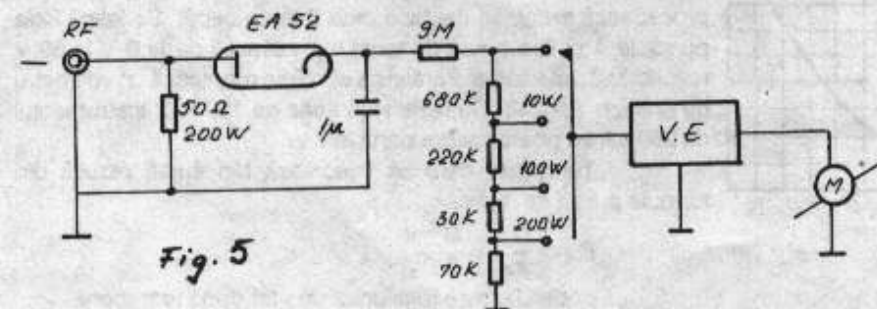 RF
EA 52
9M
50Ω
200W
1µ
680K
10W
220K
100W
30K
200W
70K
V.E
M
Fig. 5